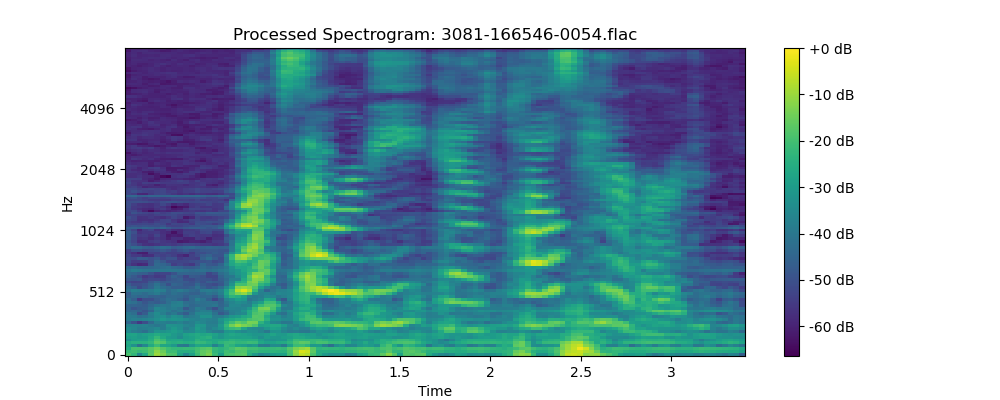 Processed Spectrogram: 3081-166546-0054.flac
Hz
4096
2048
1024
512
0
0
0.5
1
1.5
2
2.5
3
Time
+0 dB
-10 dB
-20 dB
-30 dB
-40 dB
-50 dB
-60 dB